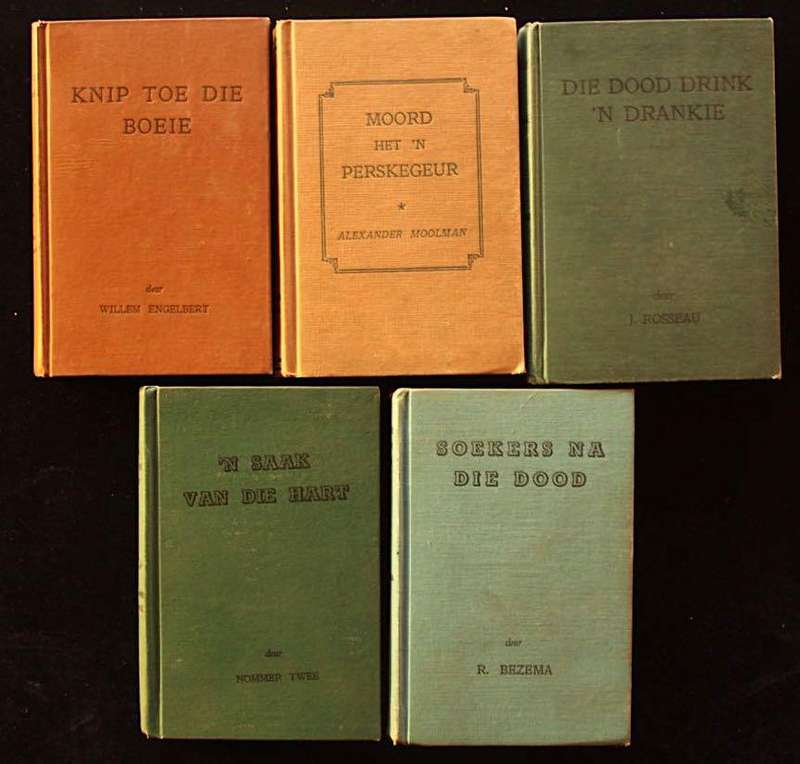 KNIP TOE DIE
BOEIE
deur
WILLEM ENGELBERT
MOORD
HET 'N
PERSKEGEUR
*
ALEXANDER MOOLMAN
DIE DOOD DRINK
'N DRANKIE
deur
J. ROSSEAU
'N SAAK
VAN DIE HART
deur
NOMMER TWEE
SOEKERS NA
DIE DOOD
deur
R. BEZEMA